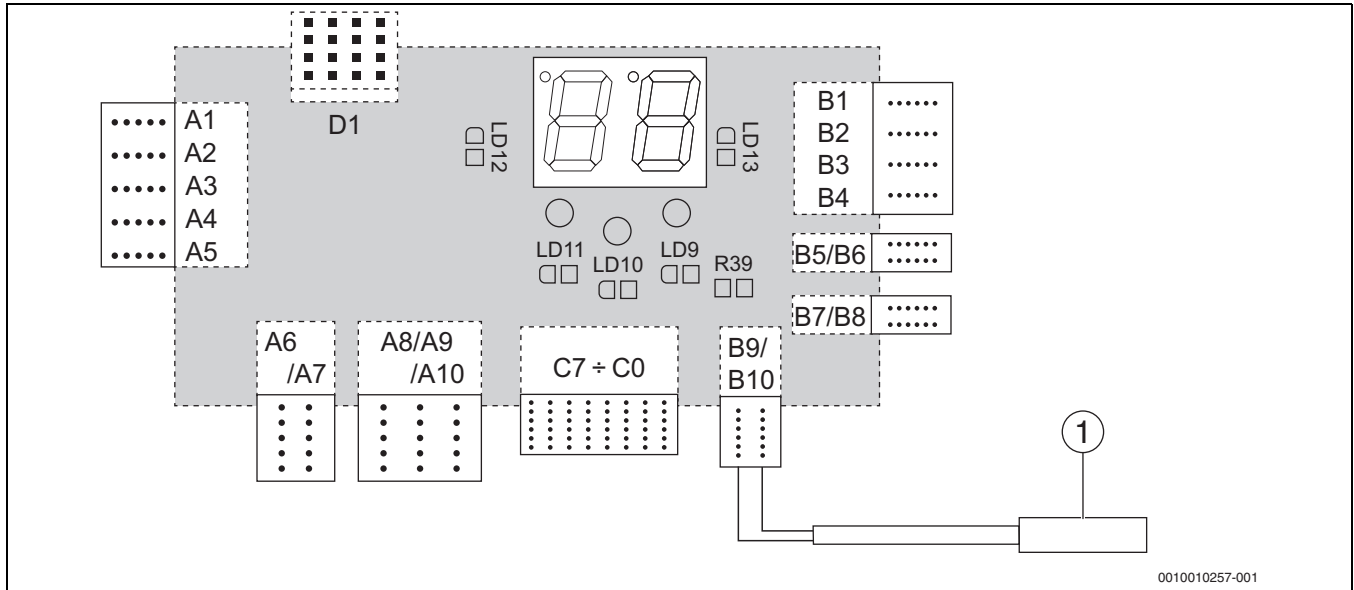 D1
A1
A2
A3
A4
A5
LD12
LD13
B1
B2
B3
B4
B5/B6
B7/B8
LD11
LD10
LD9
R39
A6
/A7
A8/A9
/A10
C7 ÷ C0
B9/
B10
1
0010010257-001